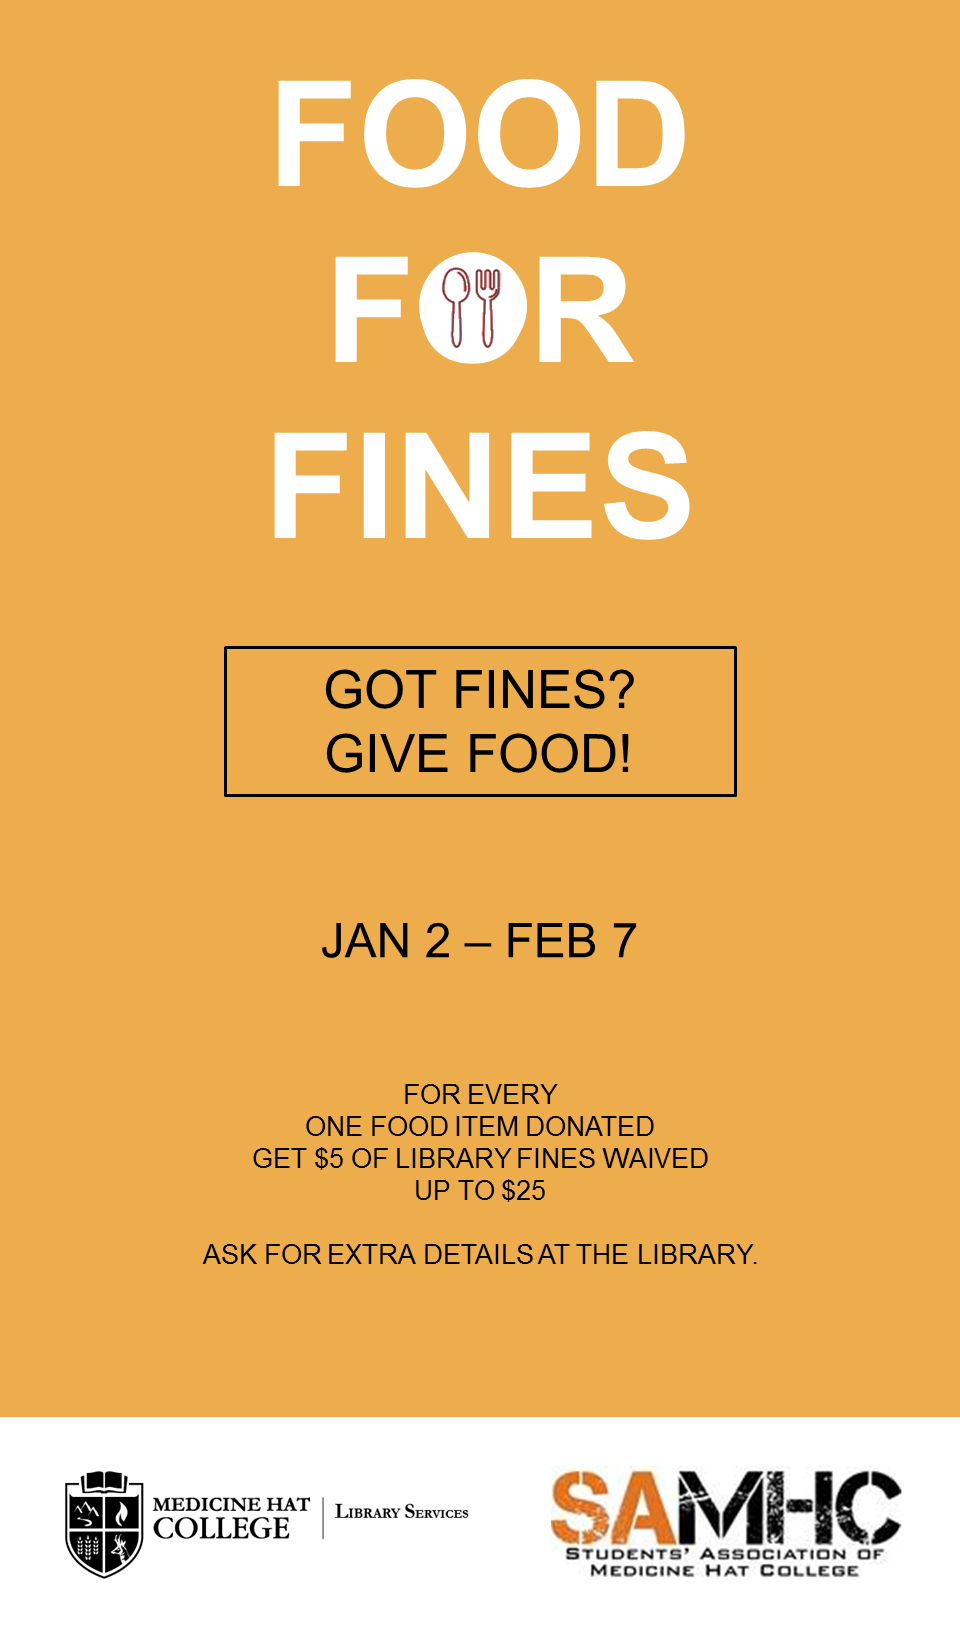 FOOD
FOR
FINES
GOT FINES?
GIVE FOOD!
JAN 2 – FEB 7
FOR EVERY
ONE FOOD ITEM DONATED
GET $5 OF LIBRARY FINES WAIVED
UP TO $25
ASK FOR EXTRA DETAILS AT THE LIBRARY.
MEDICINE HAT
COLLEGE
LIBRARY SERVICES
SAMHC
STUDENTS' ASSOCIATION OF
MEDICINE HAT COLLEGE